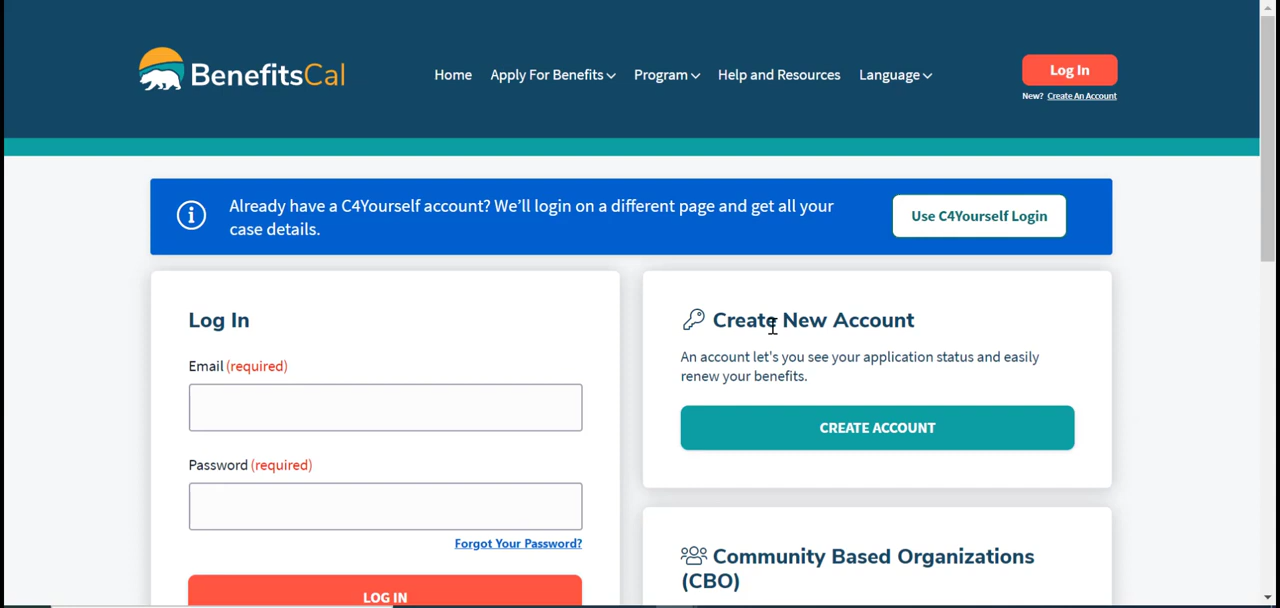 BenefitsCal
Home Apply For Benefits Program Help and Resources Language
Log In
New? Create An Account
Already have a C4Yourself account? We’ll login on a different page and get all your
case details.
Use C4Yourself Login
Log In
Email (required)
Password (required)
Forgot Your Password?
LOG IN
Create New Account
An account let's you see your application status and easily
renew your benefits.
CREATE ACCOUNT
Community Based Organizations
(CBO)